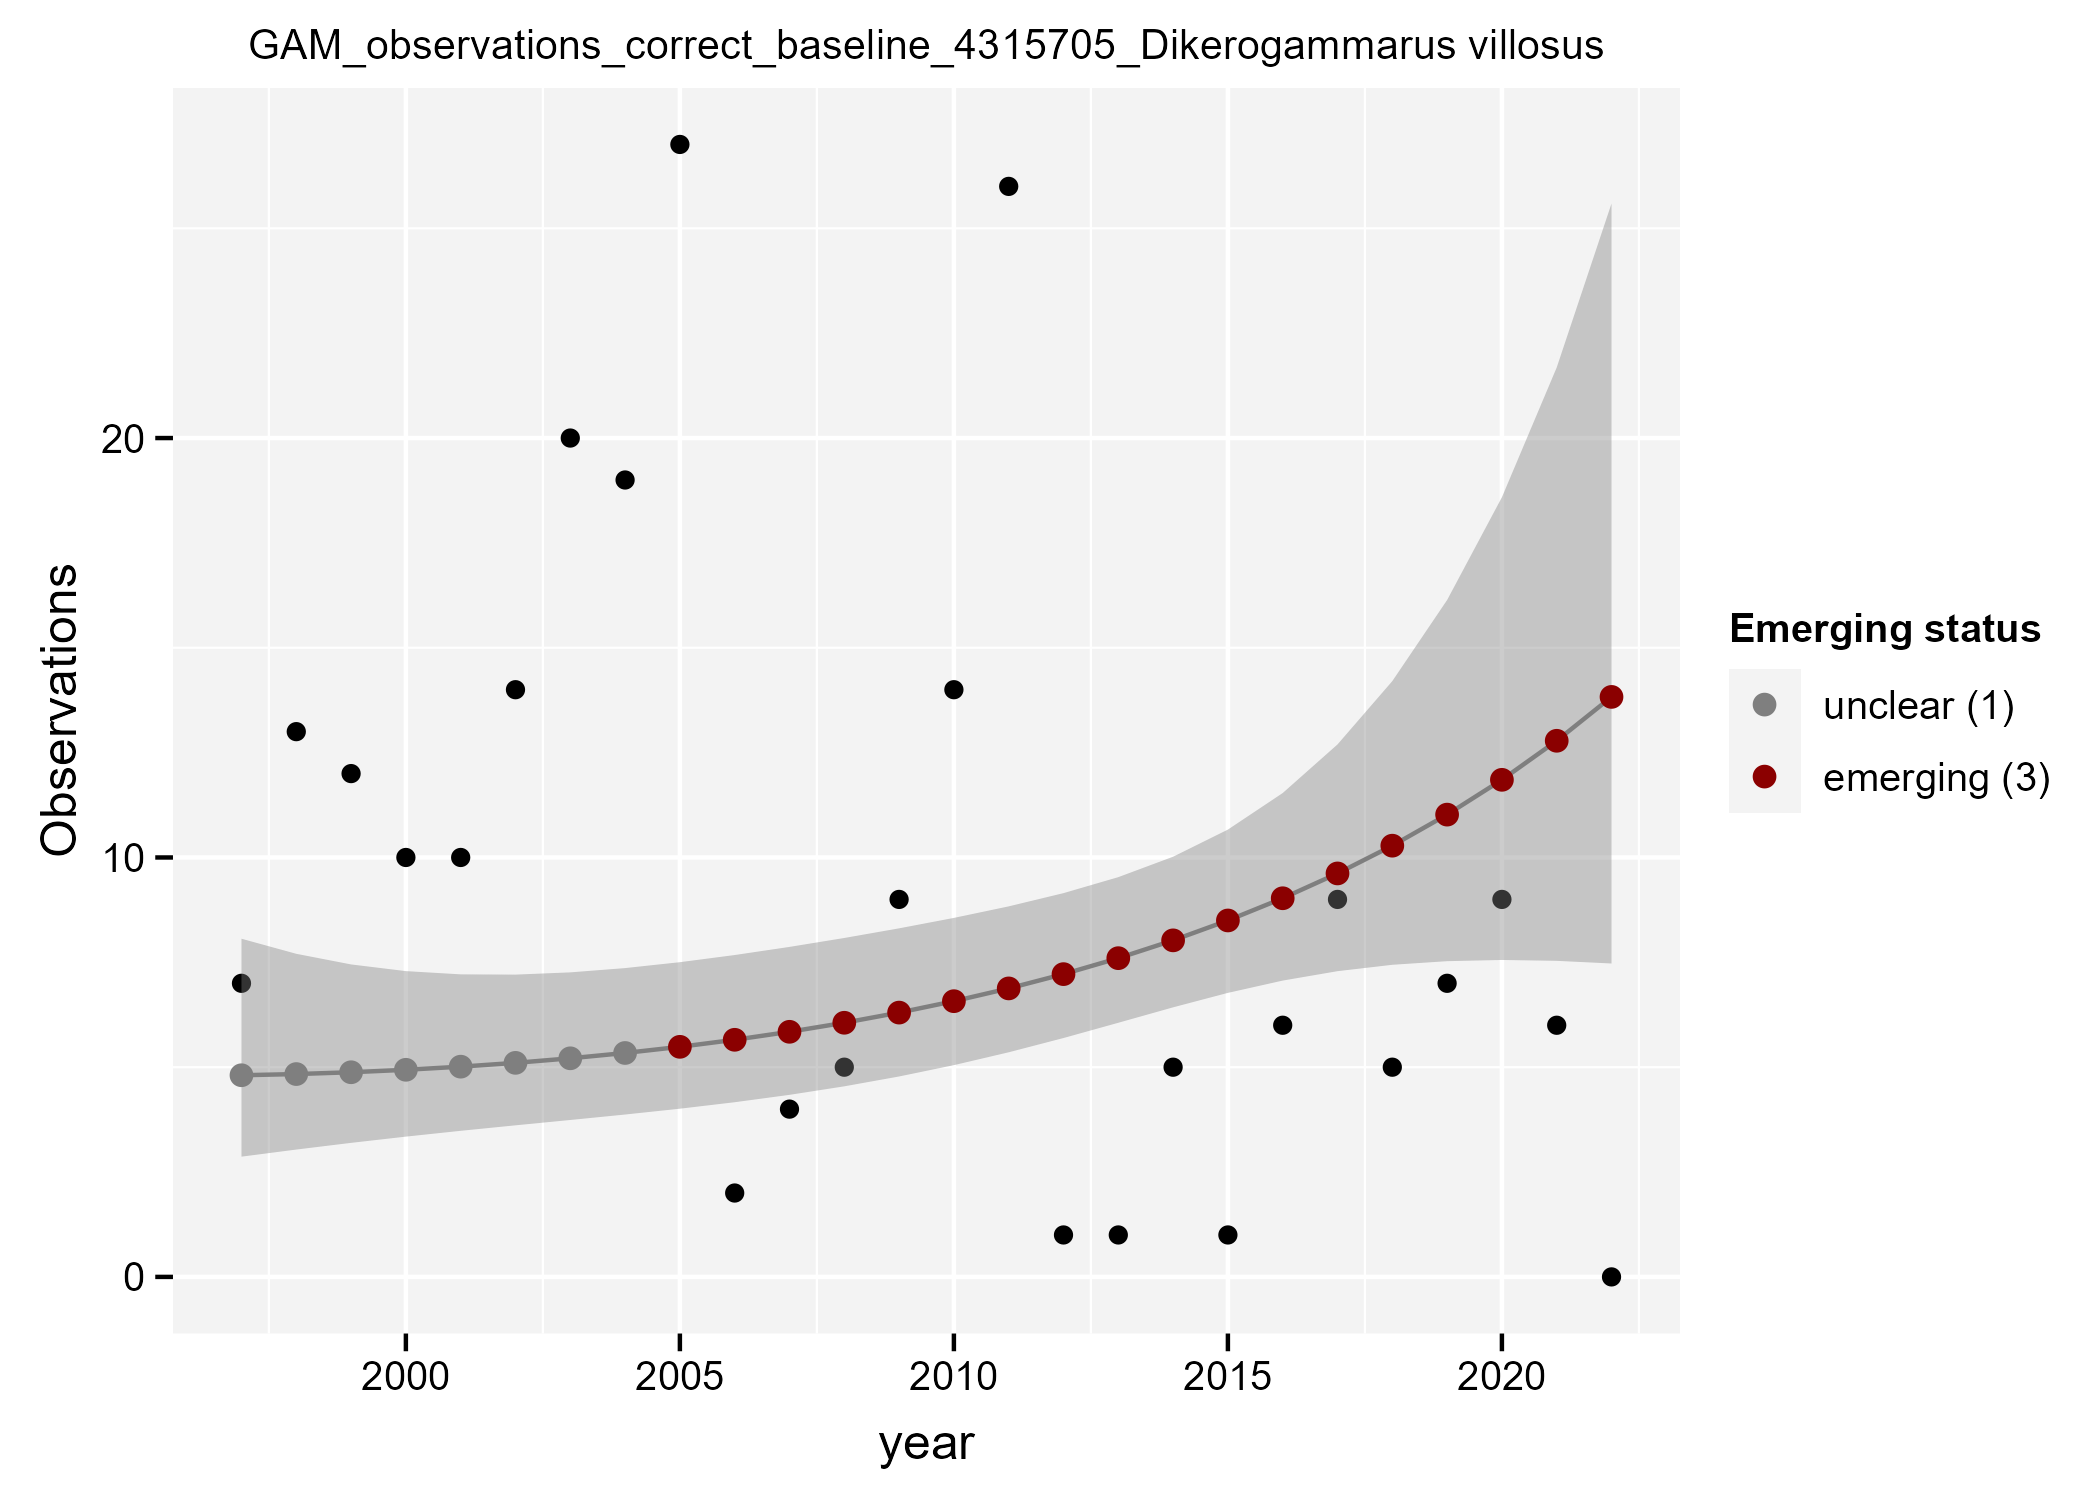 GAM_observations_correct_baseline_4315705_Dikerogammarus villosus
Observations
20
10
0
2000 2005 2010 2015 2020
year
Emerging status
unclear (1)
emerging (3)